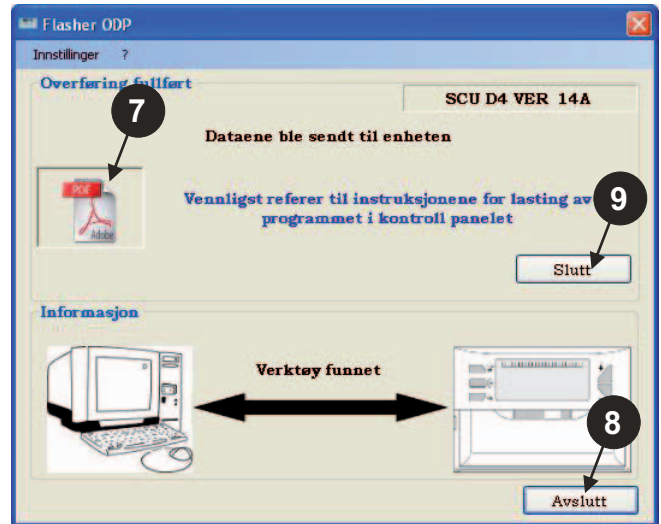 Flasher ODP
Innstillinger ?
Overføring fullført
7
SCU D4 VER 14A
Dataene ble sendt til enheten
PDF
Adobe
Vennligst referer til instruksjonene for lasting av
programmet i kontroll panelet
9
Slutt
Informasjon
Verktøy funnet
8
Avslutt